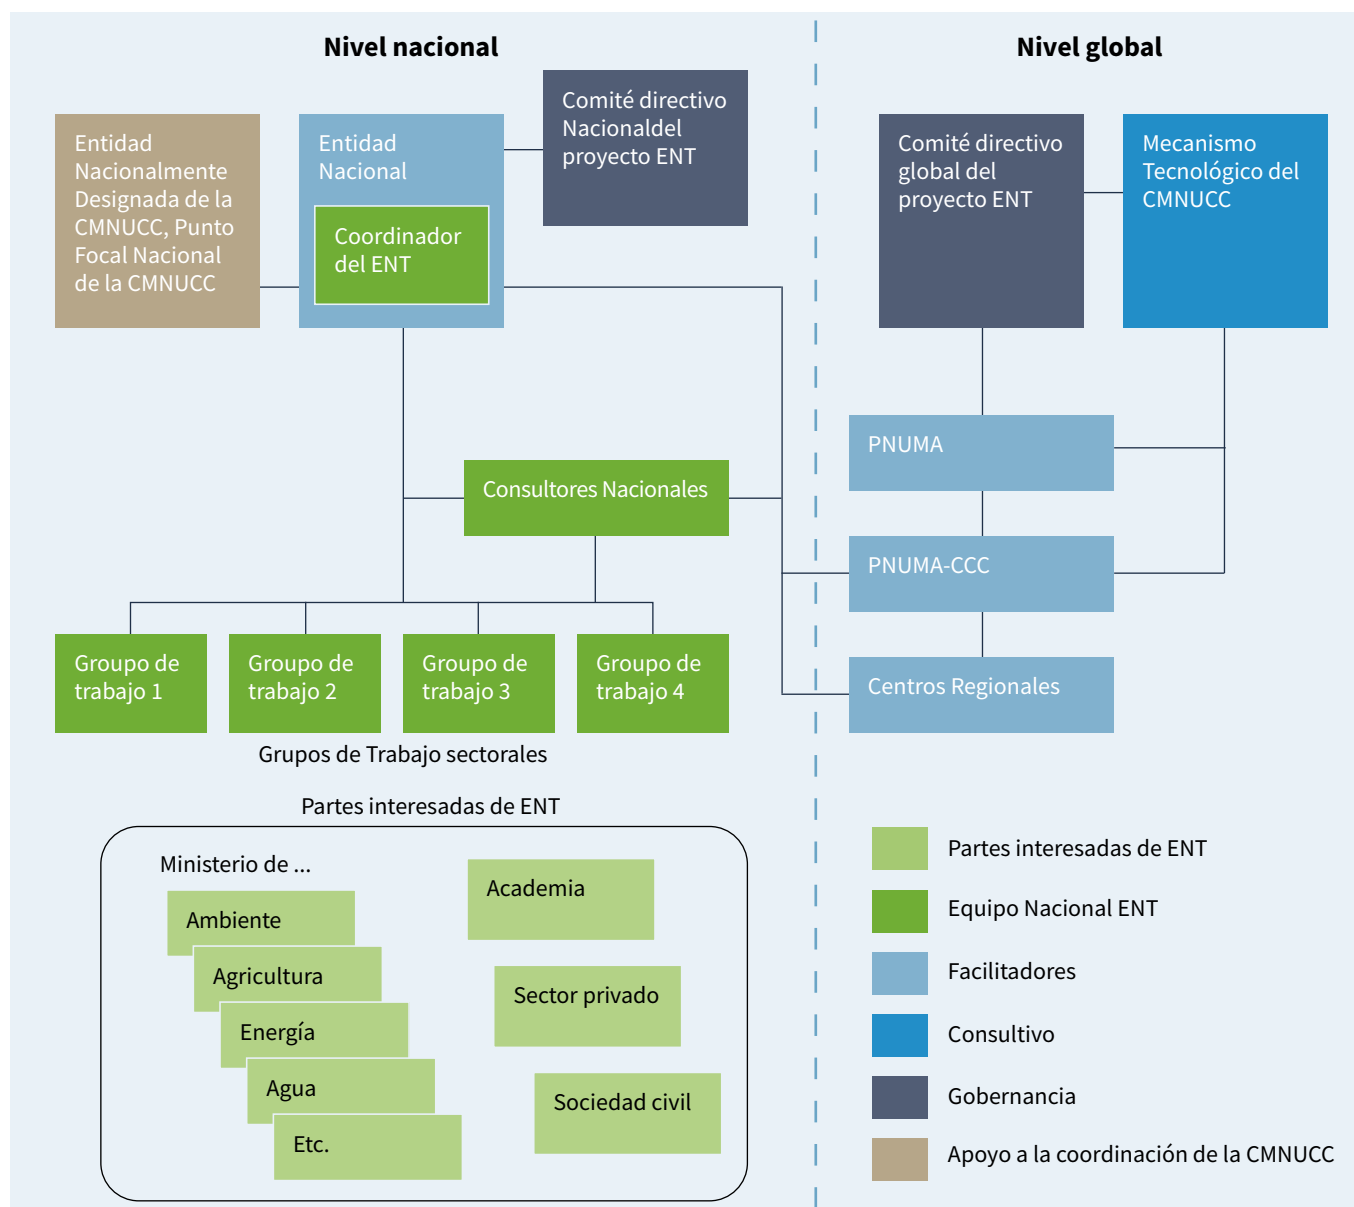 Nivel nacional
Nivel global
Entidad
Nacionalmente
Designada de la
CMNUCC, Punto
Focal Nacional
de la CMNUCC
Entidad
Nacional
Coordinador
del ENT
Comité directivo
Nacionaldel
proyecto ENT
Comité directivo
global del
proyecto ENT
Mecanismo
Tecnológico del
CMNUCC
PNUMA
Consultores Nacionales
PNUMA-CCC
Groupo de
trabajo 1
Groupo de
trabajo 2
Groupo de
trabajo 3
Groupo de
trabajo 4
Centros Regionales
Grupos de Trabajo sectorales
Partes interesadas de ENT
Ministerio de ...
Ambiente
Agricultura
Energía
Agua
Etc.
Academia
Sector privado
Sociedad civil
Partes interesadas de ENT
Equipo Nacional ENT
Facilitadores
Consultivo
Gobernancia
Apoyo a la coordinación de la CMNUCC